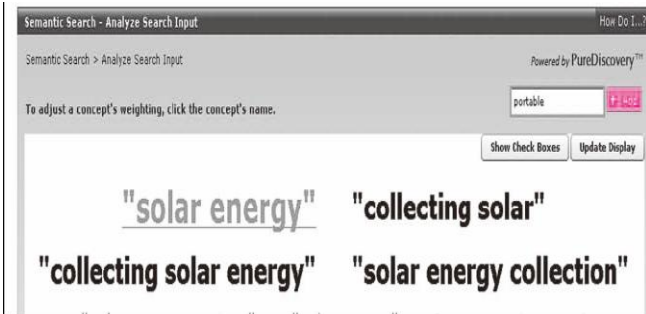 Semantic Search - Analyze Search Input How Do I...?
Semantic Search > Analyze Search Input Powered by PureDiscovery™
portable + Add
To adjust a concept's weighting, click the concept's name.
Show Check Boxes Update Display
"solar energy" "collecting solar"
"collecting solar energy" "solar energy collection"